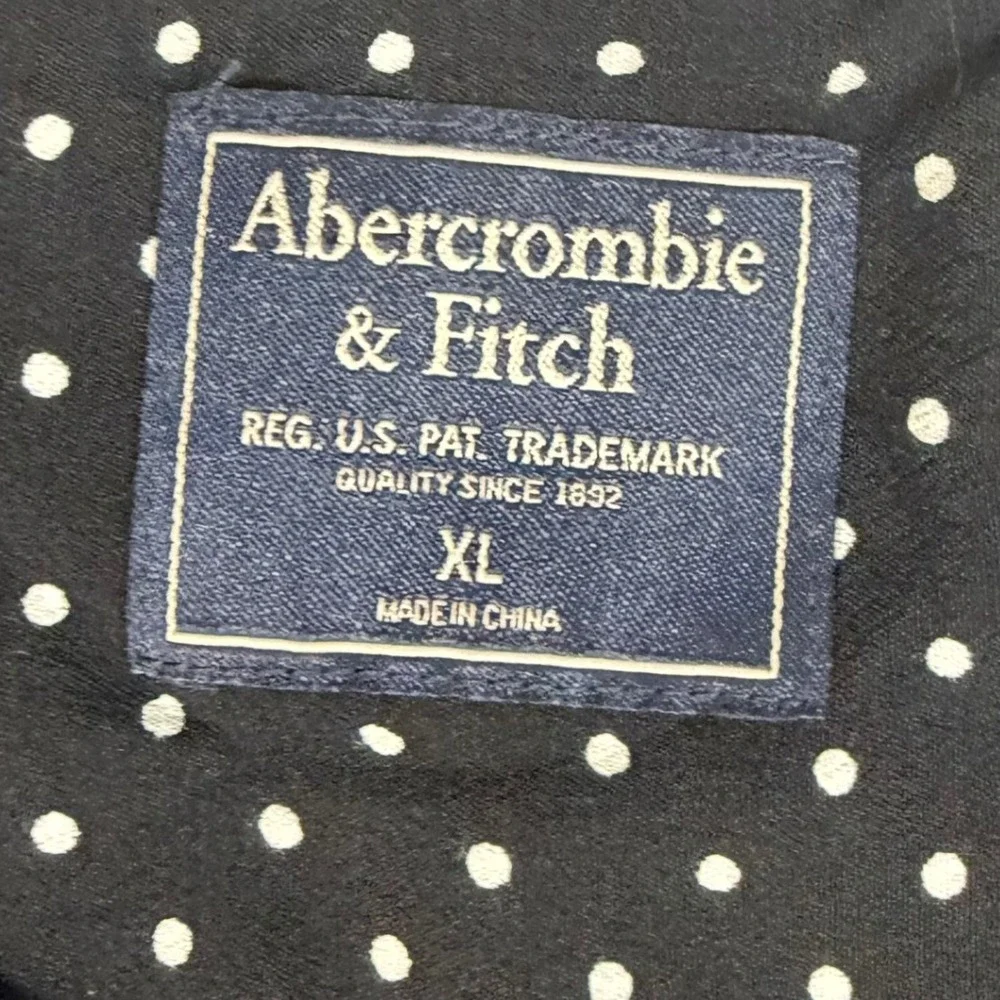 Abercrombie
& Fitch
REG. U.S. PAT. TRADEMARK
QUALITY SINCE 1892
XL
MADE IN CHINA